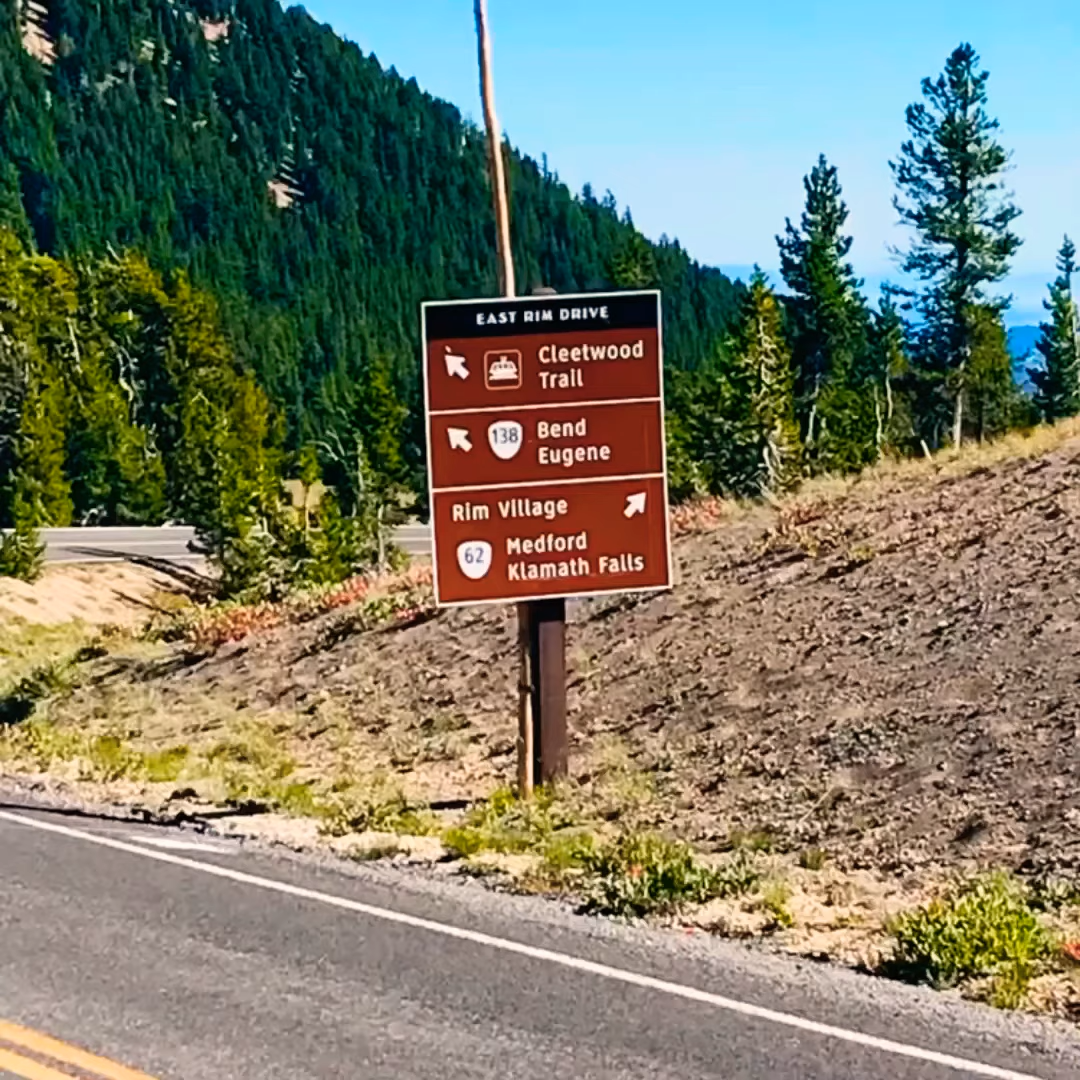 EAST RIM DRIVE
Cleetwood
Trail
138 Bend
Eugene
Rim Village
62 Medford
Klamath Falls